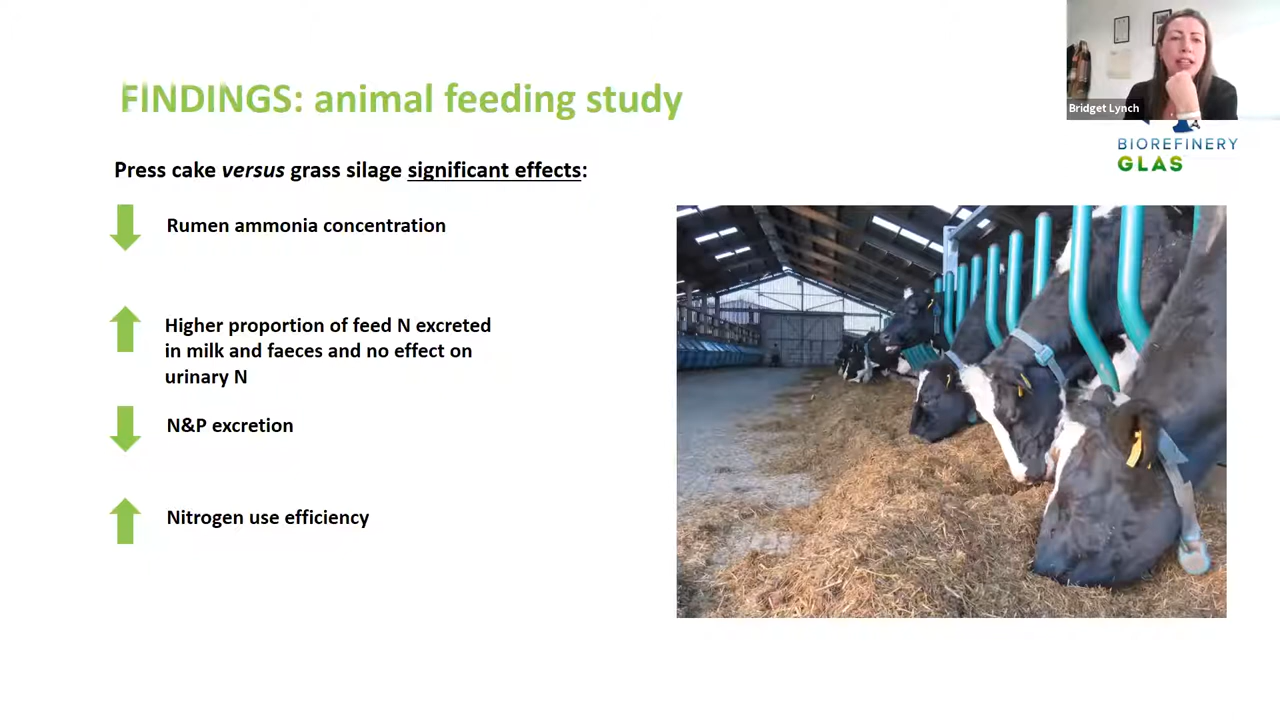 Bridget Lynch
BIOREFINERY
GLAS
FINDINGS: animal feeding study
Press cake versus grass silage significant effects:
Rumen ammonia concentration
Higher proportion of feed N excreted
in milk and faeces and no effect on
urinary N
N&P excretion
Nitrogen use efficiency